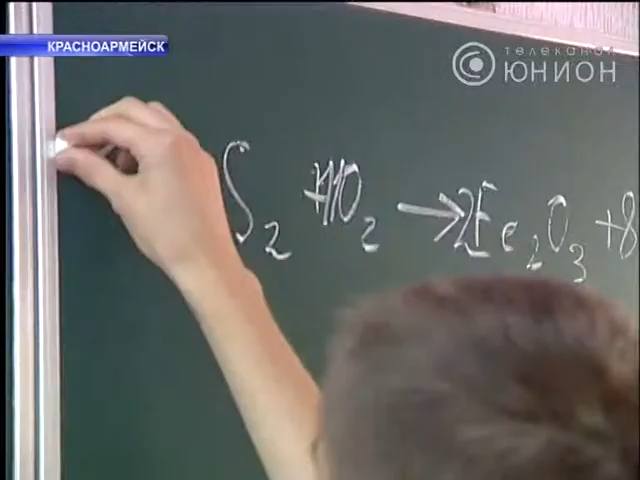 КРАСНОАРМЕЙСК
телеканал
ЮНИОН
S2 + 11O2 → 2Fe2O3 + 8